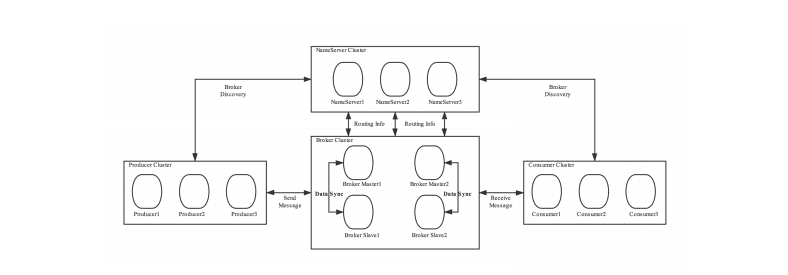 NameServer Cluster
NameServer1
NameServer2
NameServer3
Broker
Discovery
Broker
Discovery
Routing Info
Routing Info
Broker Cluster
Broker Master1
Broker Master2
Data Sync
Data Sync
Broker Slave1
Broker Slave2
Producer Cluster
Producer1
Producer2
Producer3
Send
Message
Receive
Message
Consumer Cluster
Consumer1
Consumer2
Consumer3